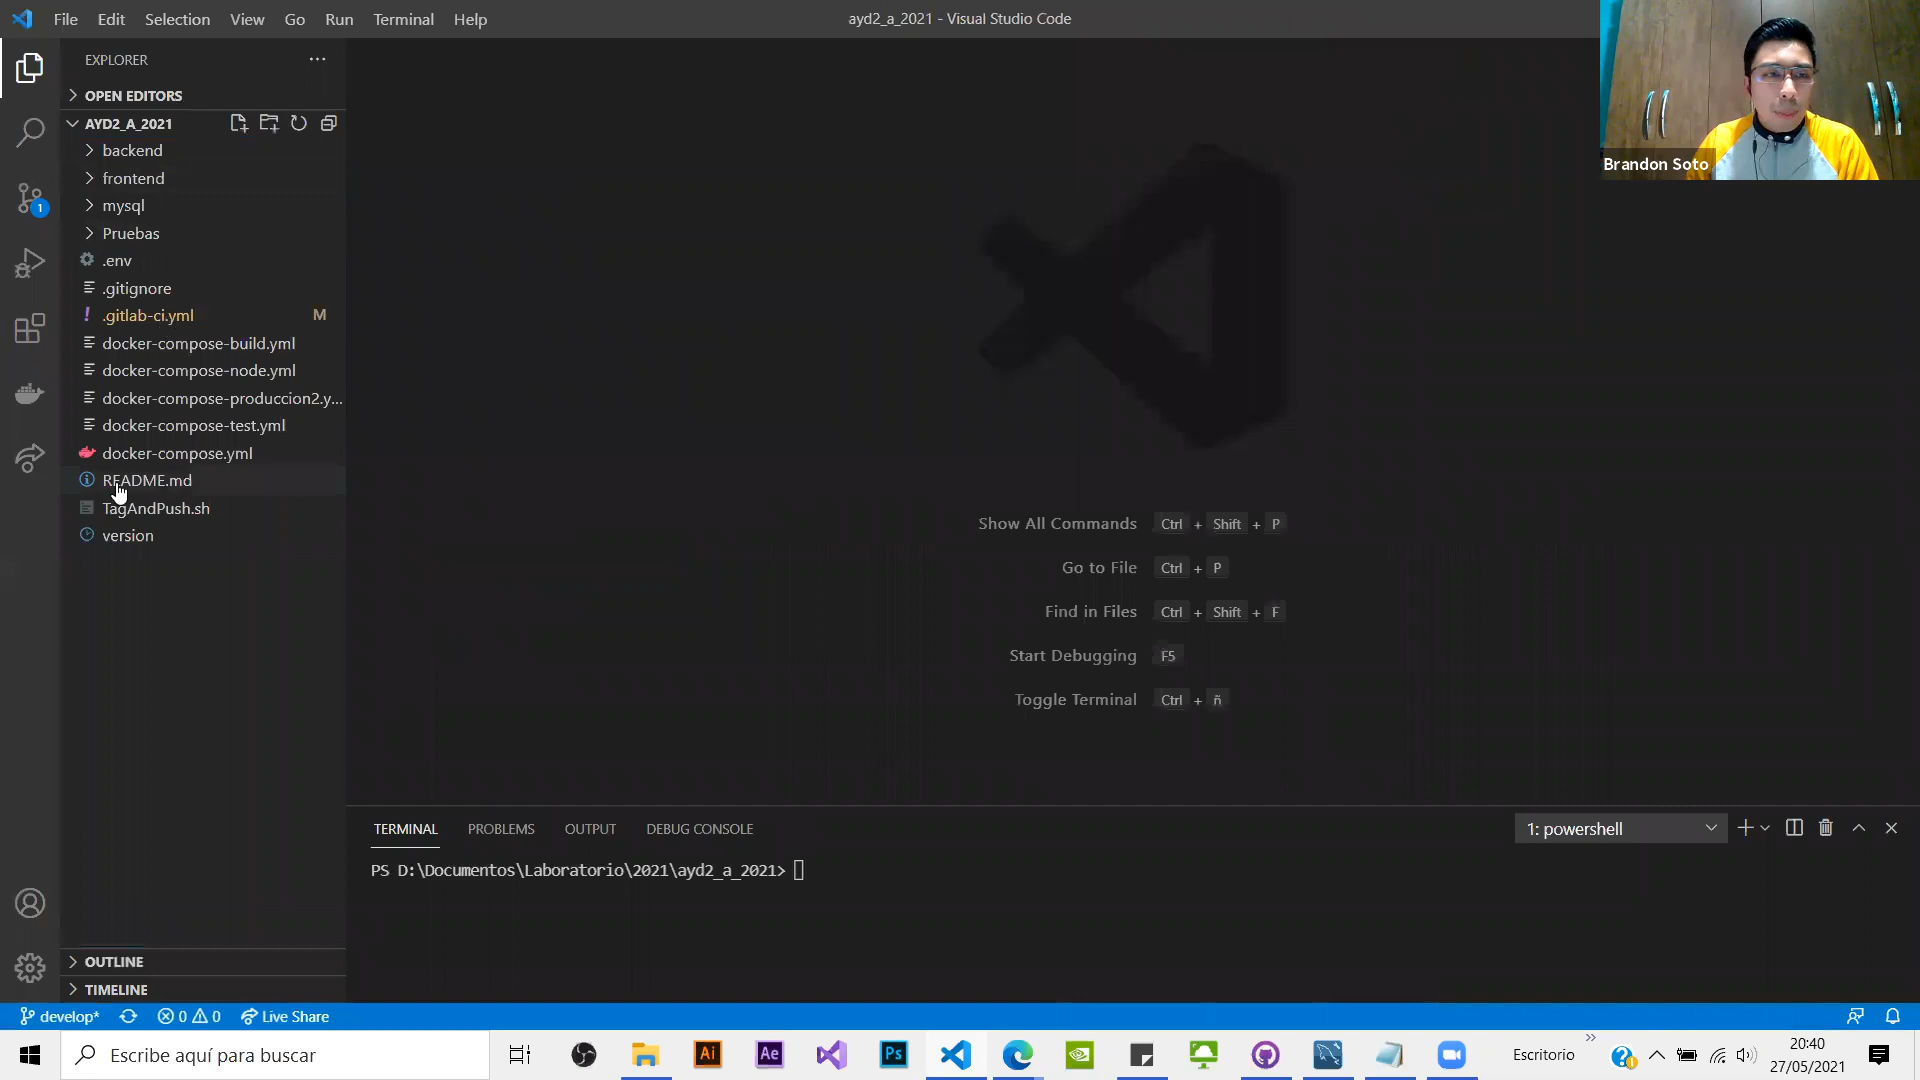 File Edit Selection View Go Run Terminal Help
ayd2_a_2021 - Visual Studio Code
Brandon Soto
EXPLORER
OPEN EDITORS
AYD2_A_2021
backend
frontend
mysql
Pruebas
.env
.gitignore
.gitlab-ci.yml M
docker-compose-build.yml
docker-compose-node.yml
docker-compose-produccion2.y...
docker-compose-test.yml
docker-compose.yml
README.md
TagAndPush.sh
version
1
OUTLINE
TIMELINE
Show All Commands Ctrl + Shift + P
Go to File Ctrl + P
Find in Files Ctrl + Shift + F
Start Debugging F5
Toggle Terminal Ctrl + ñ
TERMINAL PROBLEMS OUTPUT DEBUG CONSOLE
1: powershell
PS D:\Documentos\Laboratorio\2021\ayd2_a_2021>
develop* 0 0 Live Share
Escribe aquí para buscar
Ai Ae Ps
Escritorio
20:40
27/05/2021